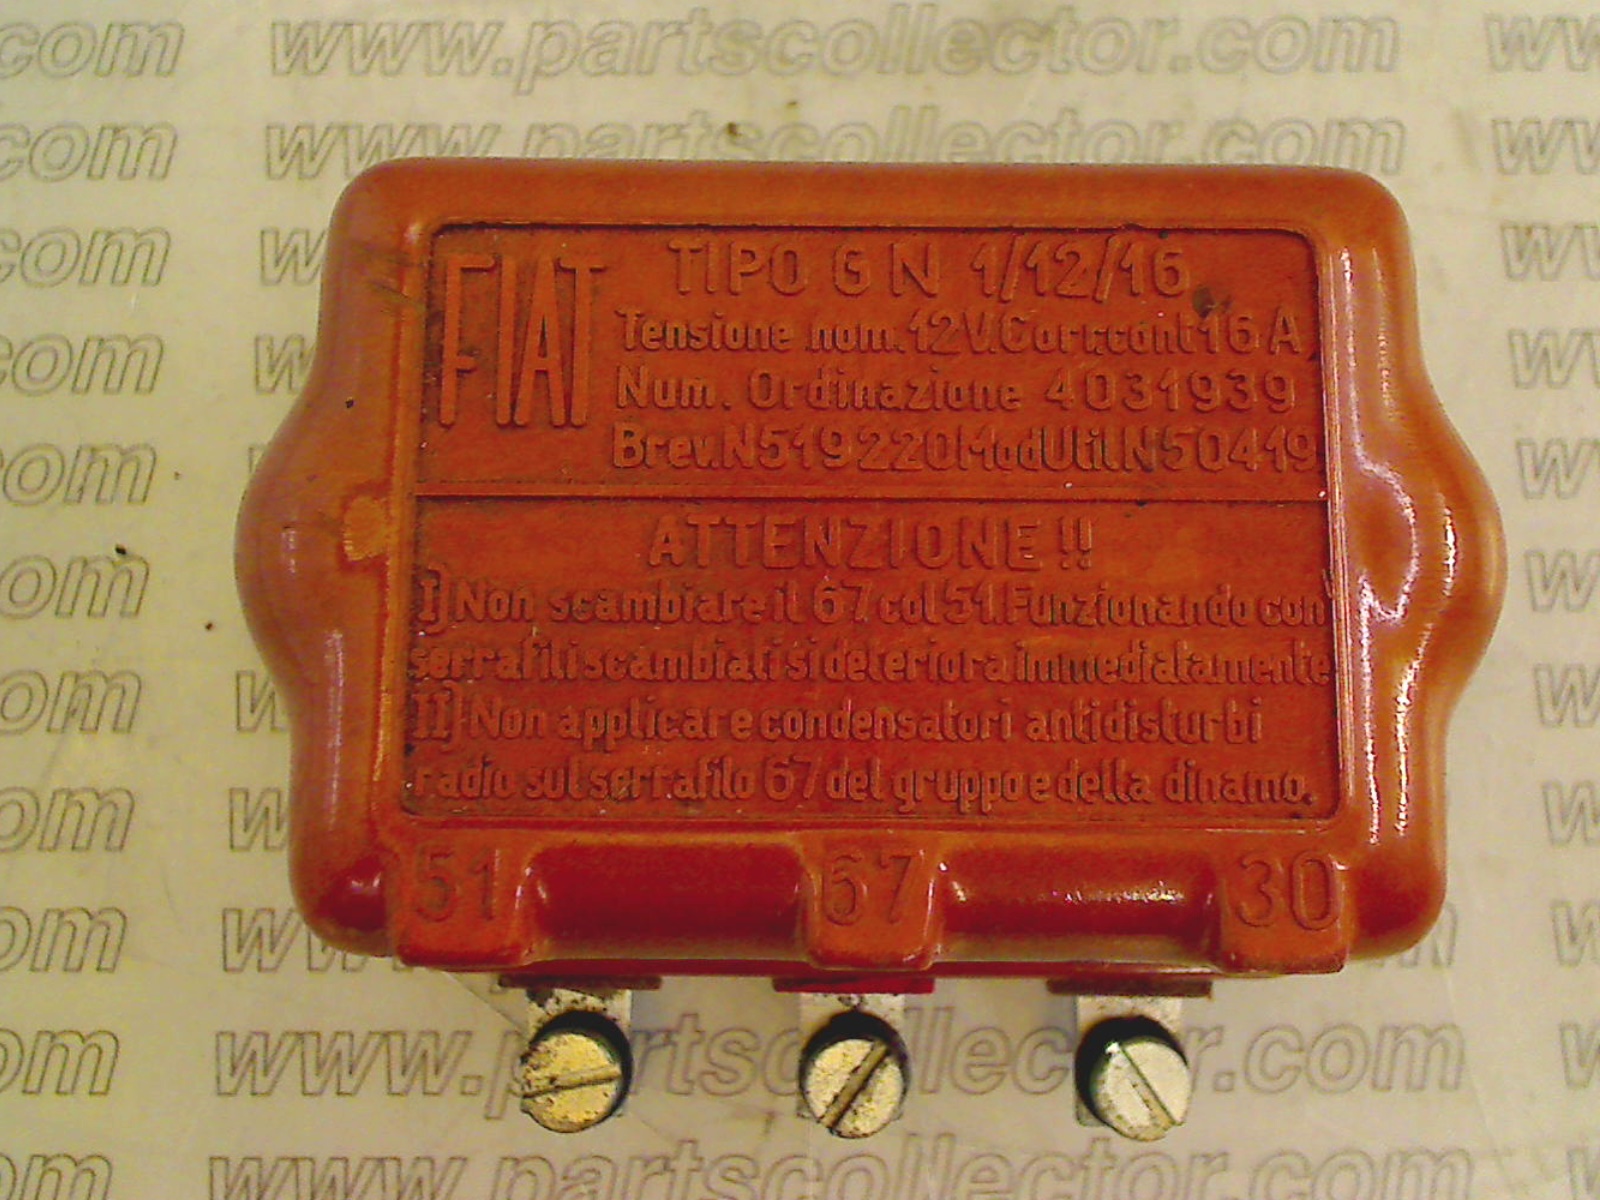 FIAT
TIPO GN 1/12/16
Tensione nom. 12V. Corr. cont 16 A
Num. Ordinazione 4031939
Brev. N 519220 Mod Util N 50419
ATTENZIONE !!
I) Non scambiare il 67 col 51. Funzionando con
serrafili scambiati si deteriora immediatamente
II) Non applicare condensatori antidisturbi
radio sul serrafilo 67 del gruppo e della dinamo.
51 67 30
www.partscollector.com